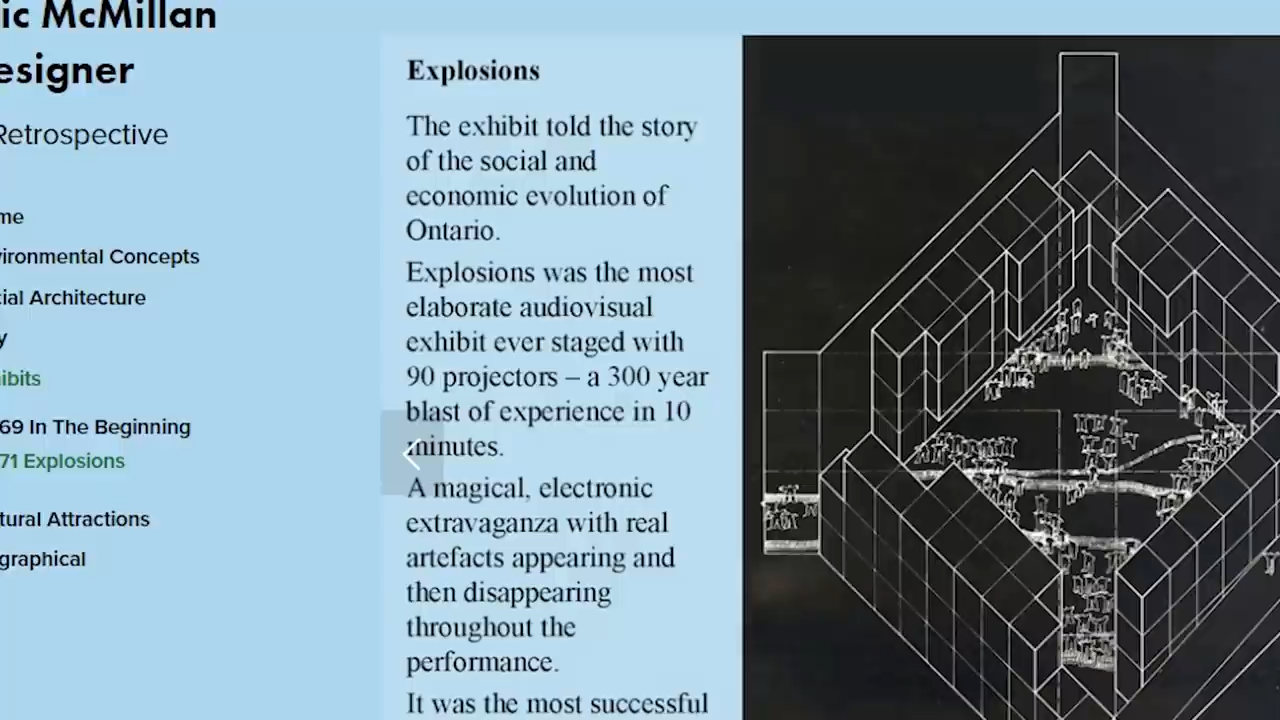 ic McMillan
esigner
Retrospective
me
vironmental Concepts
cial Architecture
y
hibits
69 In The Beginning
71 Explosions
tural Attractions
graphical
Explosions
The exhibit told the story
of the social and
economic evolution of
Ontario.
Explosions was the most
elaborate audiovisual
exhibit ever staged with
90 projectors – a 300 year
blast of experience in 10
minutes.
A magical, electronic
extravaganza with real
artefacts appearing and
then disappearing
throughout the
performance.
It was the most successful